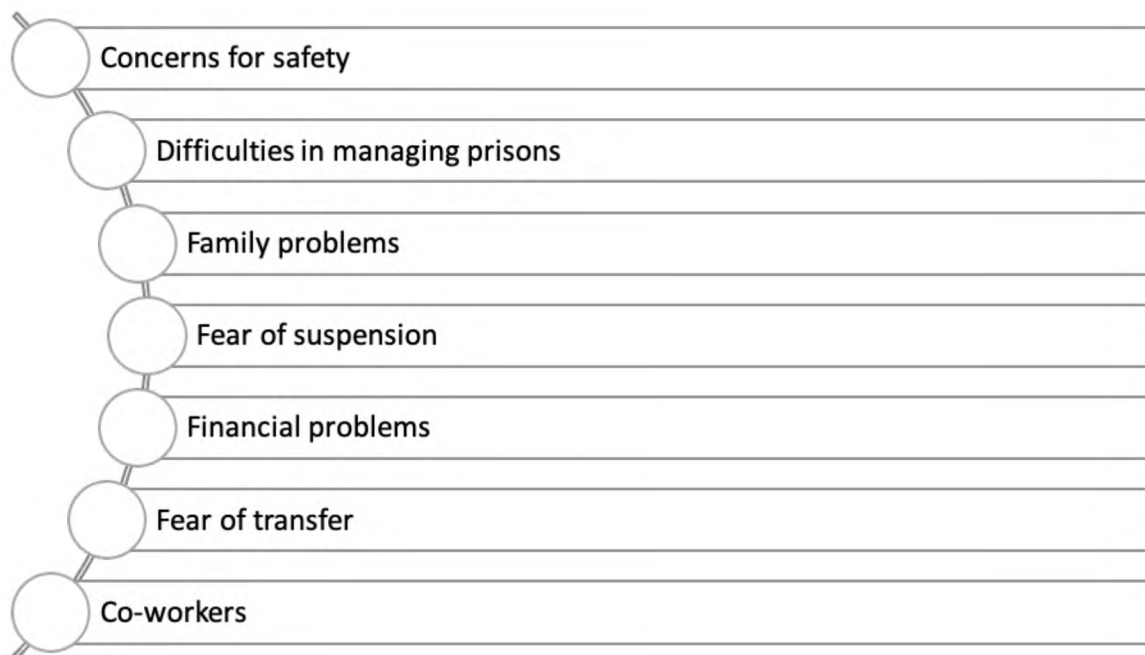 Concerns for safety
Difficulties in managing prisons
Family problems
Fear of suspension
Financial problems
Fear of transfer
Co-workers